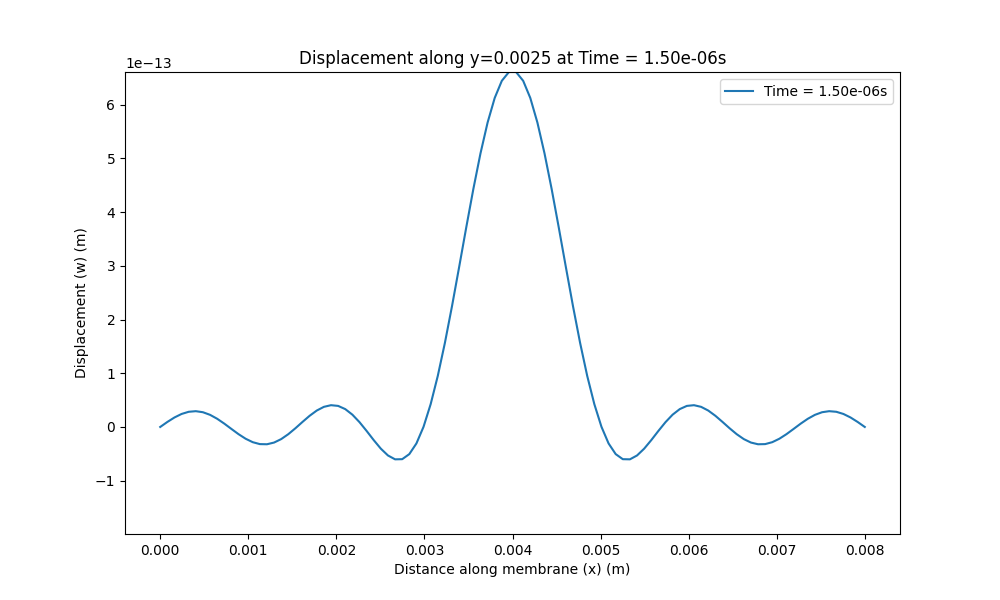 Displacement along y=0.0025 at Time = 1.50e-06s
1e−13
Time = 1.50e-06s
6
5
4
3
2
1
0
−1
Displacement (w) (m)
0.000 0.001 0.002 0.003 0.004 0.005 0.006 0.007 0.008
Distance along membrane (x) (m)